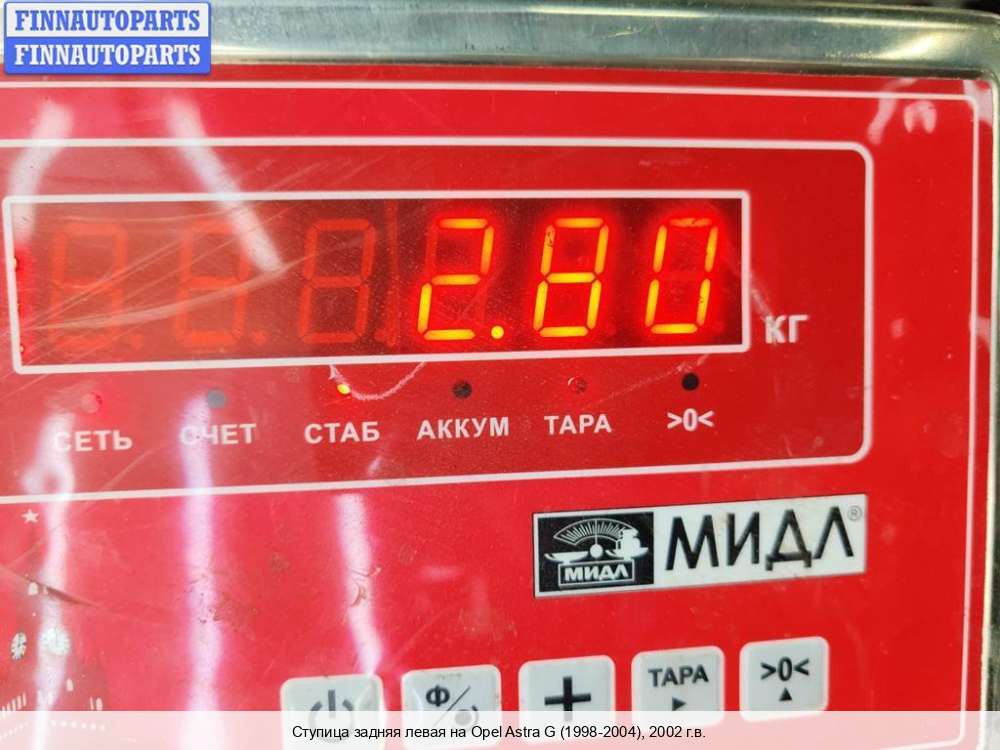 FINNAUTOPARTS
FINNAUTOPARTS
2.80
КГ
СЕТЬ СЧЕТ СТАБ АККУМ ТАРА >0<
МИДЛ МИДЛ®
Ф + ТАРА >0<
Ступица задняя левая на Opel Astra G (1998-2004), 2002 г.в.